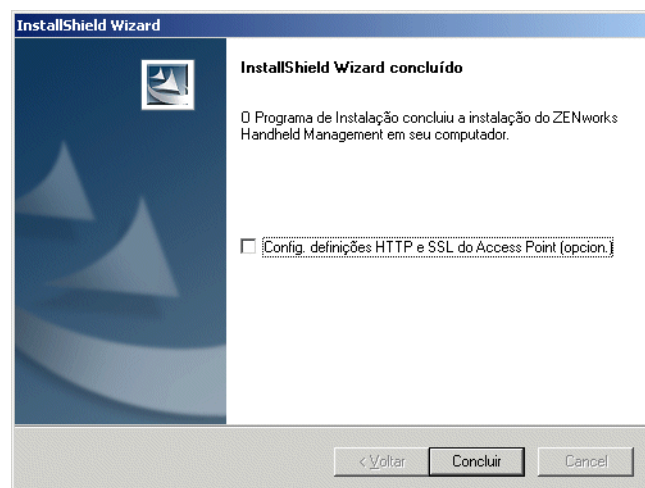 InstallShield Wizard
InstallShield Wizard concluído
O Programa de Instalação concluiu a instalação do ZENworks
Handheld Management em seu computador.
Config. definições HTTP e SSL do Access Point (opcion.)
< Voltar
Concluir
Cancel